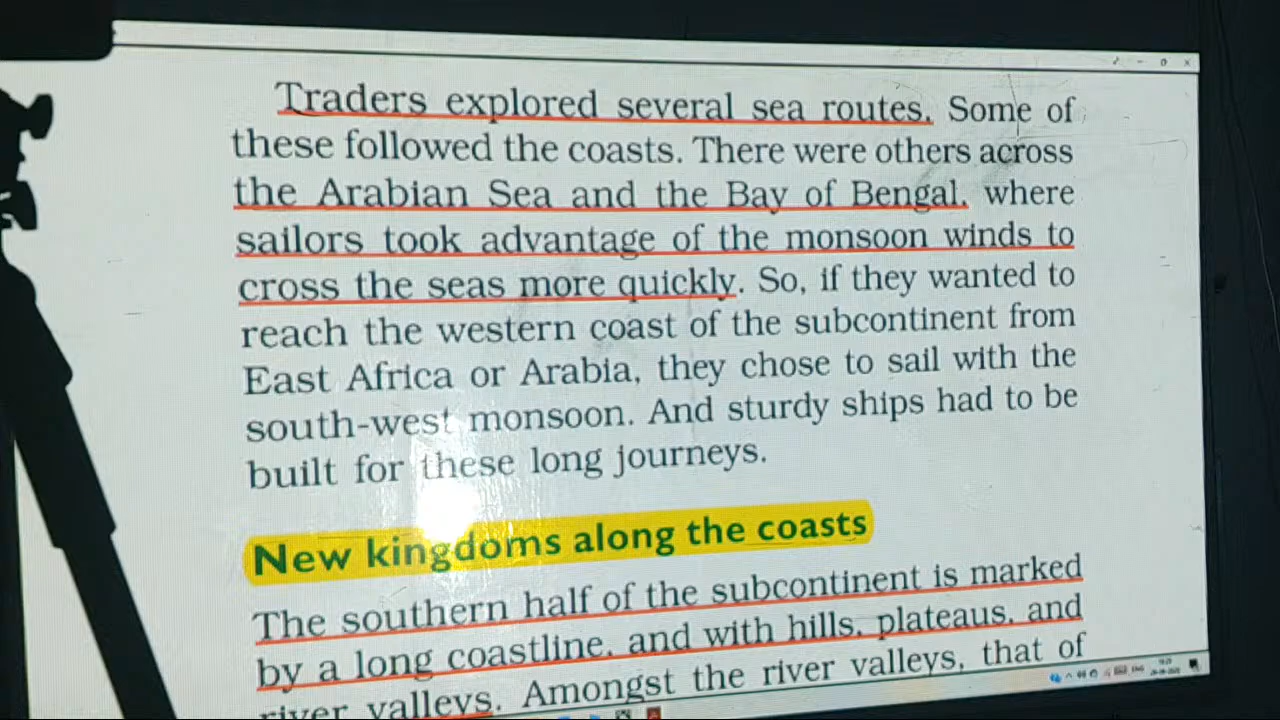 Traders explored several sea routes. Some of
these followed the coasts. There were others across
the Arabian Sea and the Bay of Bengal, where
sailors took advantage of the monsoon winds to
cross the seas more quickly. So, if they wanted to
reach the western coast of the subcontinent from
East Africa or Arabia, they chose to sail with the
south-west monsoon. And sturdy ships had to be
built for these long journeys.
New kingdoms along the coasts
The southern half of the subcontinent is marked
by a long coastline, and with hills, plateaus, and
river valleys. Amongst the river valleys, that of